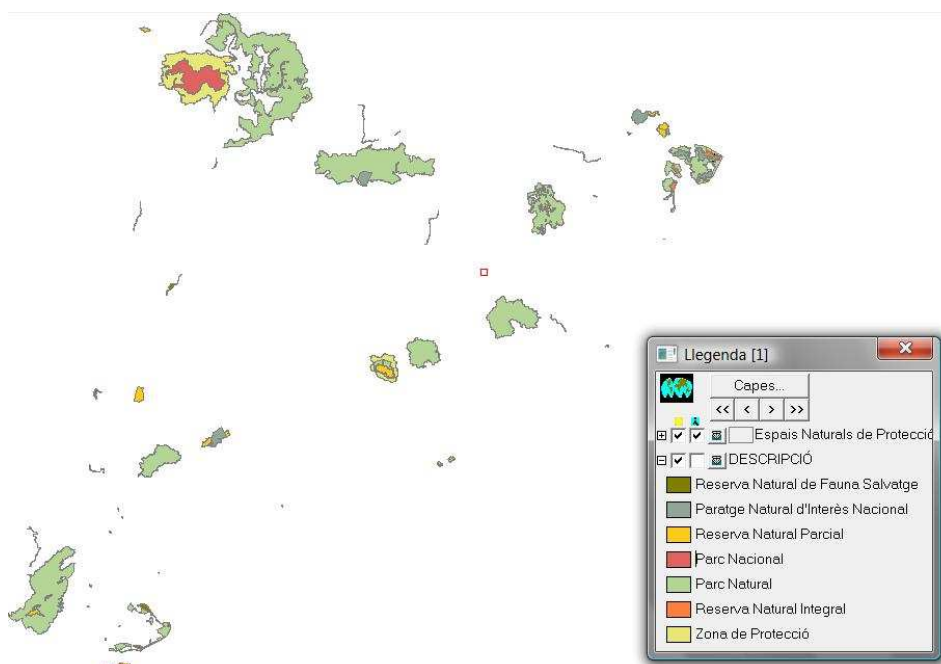 Llegenda [1]
Capes...
<< < > >>
Espais Naturals de Protecció
DESCRIPCIÓ
Reserva Natural de Fauna Salvatge
Paratge Natural d'Interès Nacional
Reserva Natural Parcial
Parc Nacional
Parc Natural
Reserva Natural Integral
Zona de Protecció